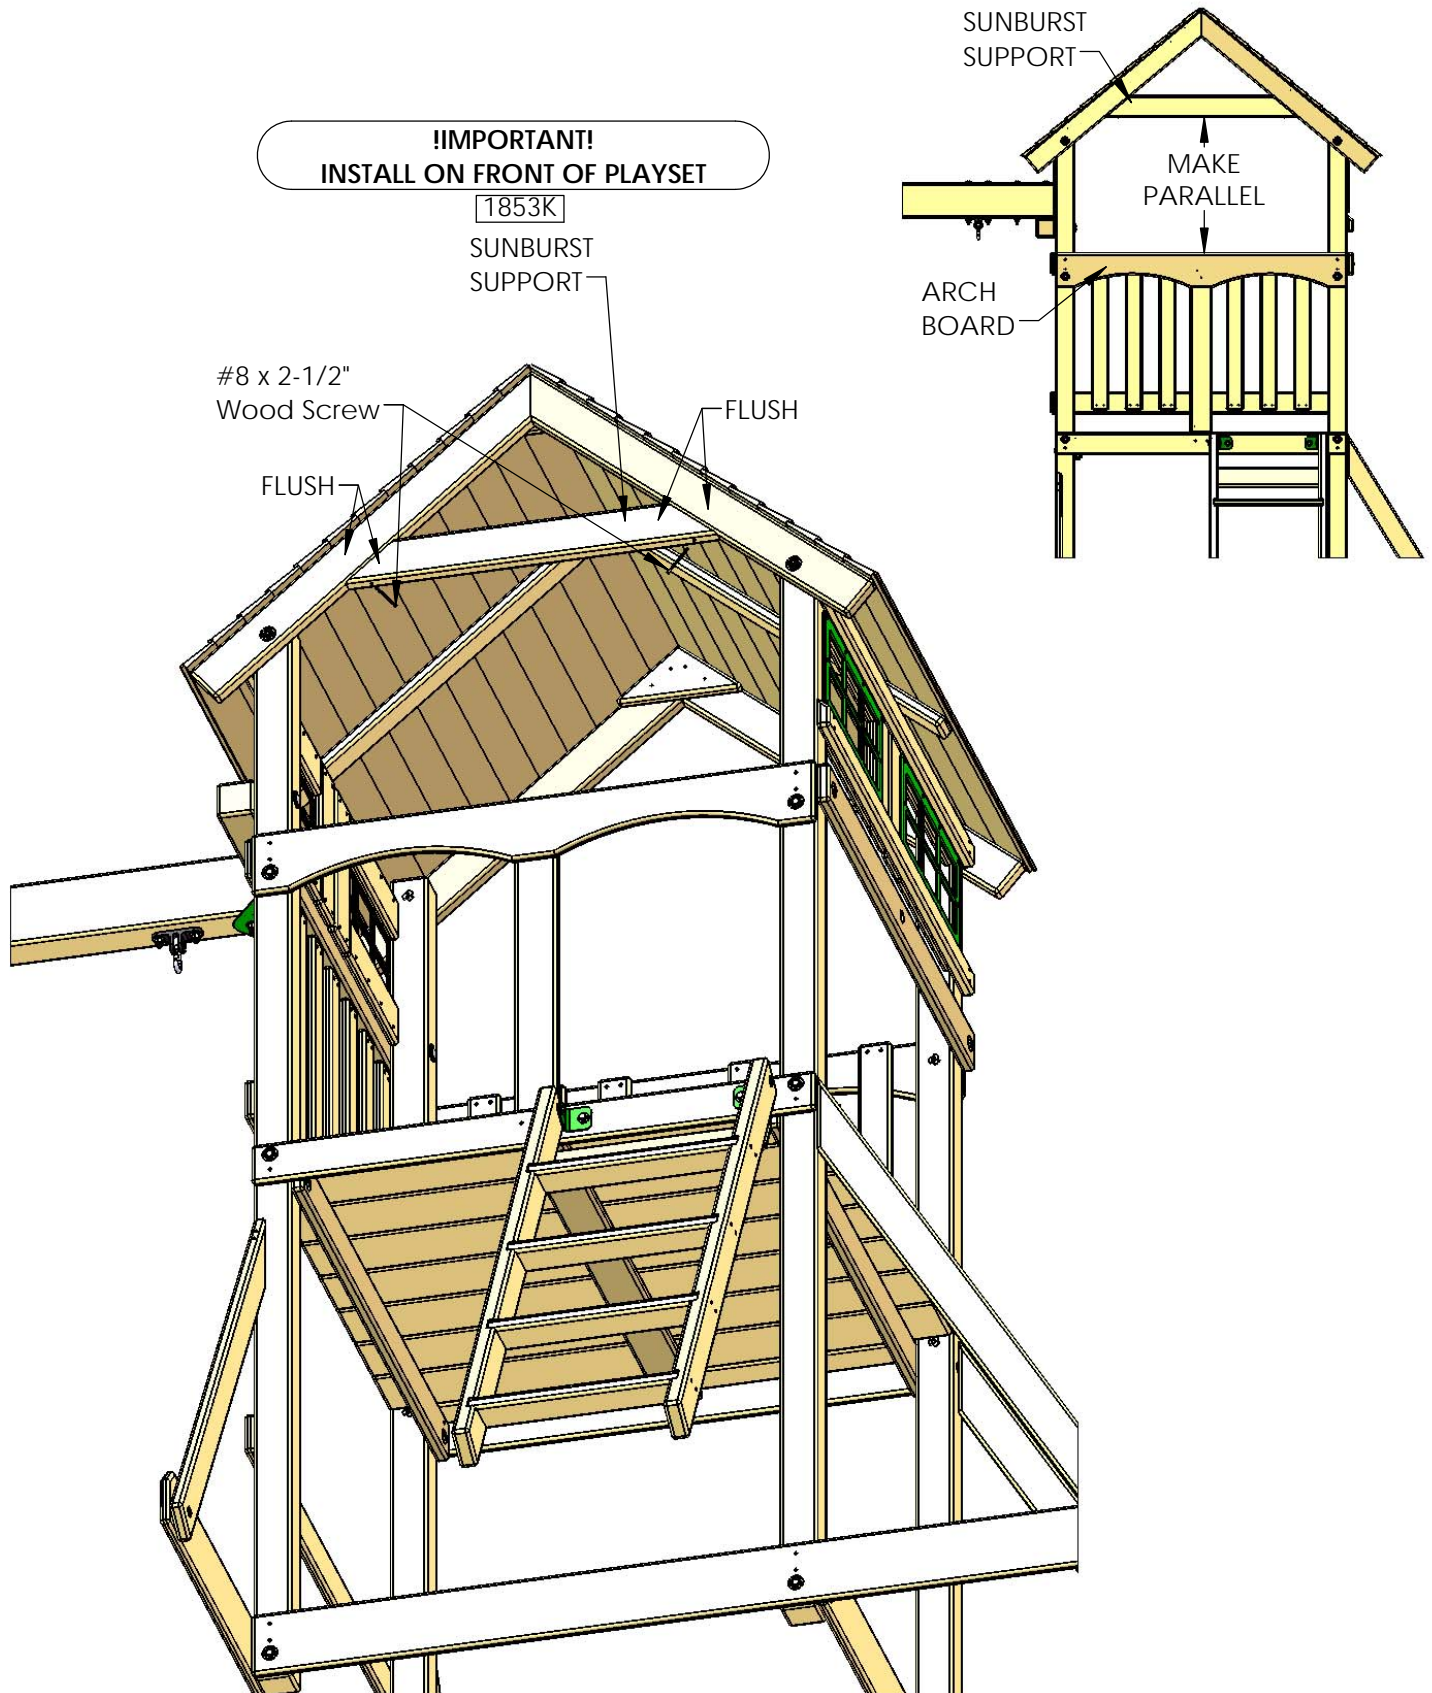 SUNBURST
SUPPORT
!IMPORTANT!
INSTALL ON FRONT OF PLAYSET
1853K
SUNBURST
SUPPORT
MAKE
PARALLEL
ARCH
BOARD
#8 x 2-1/2"
Wood Screw
FLUSH
FLUSH